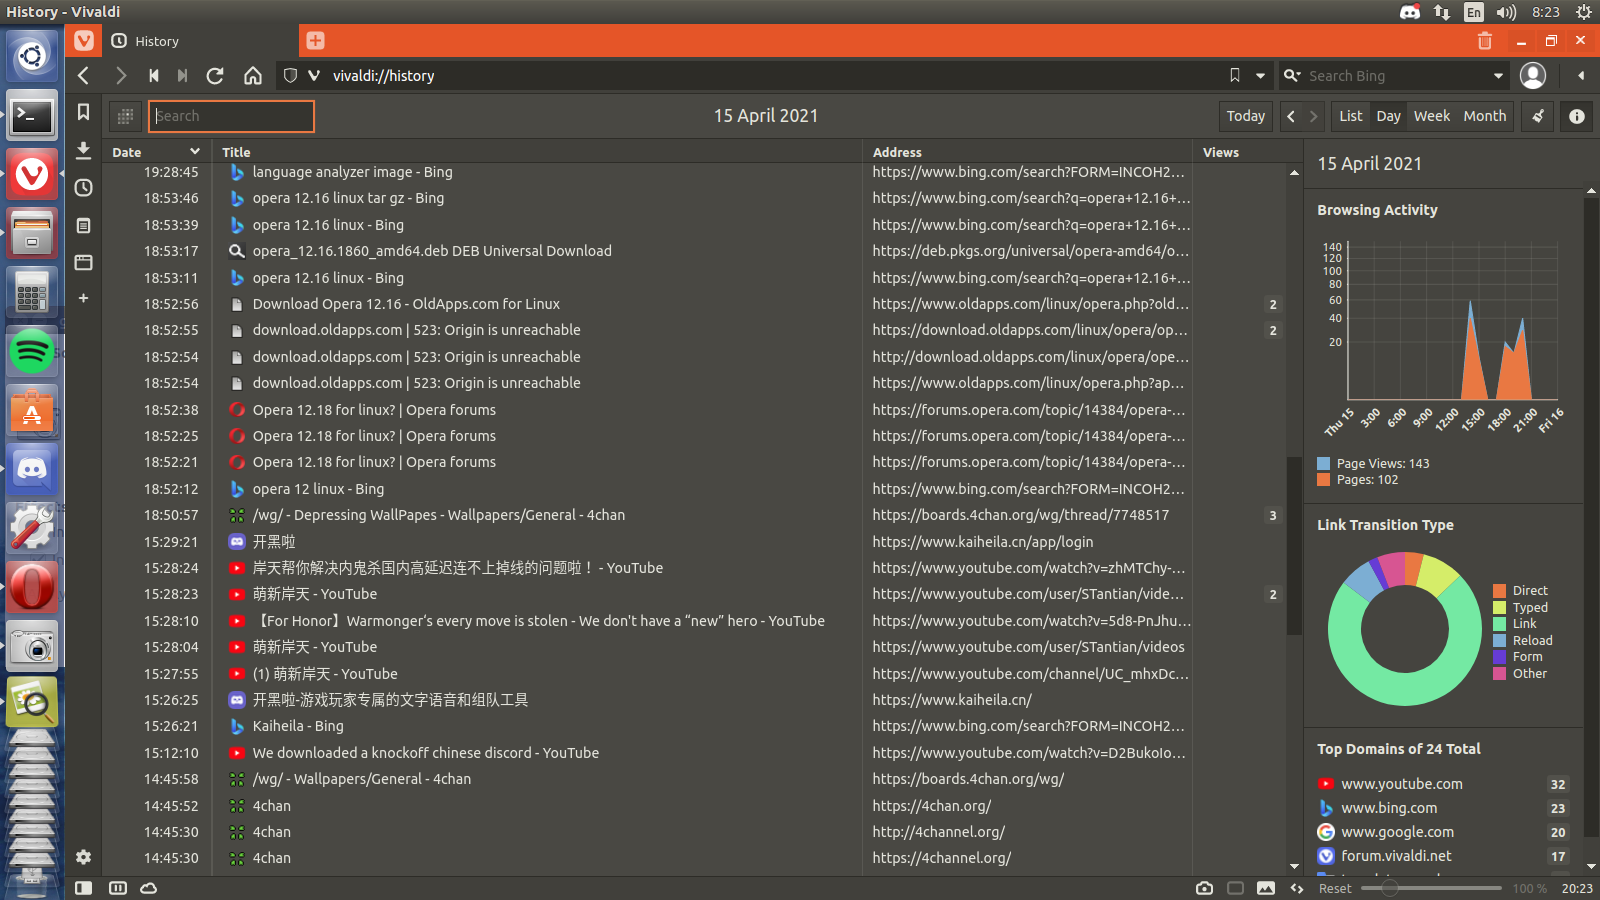 History - Vivaldi
En
8:23
History
vivaldi://history
Search Bing
Search
15 April 2021
Today
List
Day
Week
Month
Date
Title
Address
Views
19:28:45 language analyzer image - Bing https://www.bing.com/search?FORM=INCOH2...
18:53:46 opera 12.16 linux tar gz - Bing https://www.bing.com/search?q=opera+12.16+...
18:53:39 opera 12.16 linux - Bing https://www.bing.com/search?q=opera+12.16+...
18:53:17 opera_12.16.1860_amd64.deb DEB Universal Download https://deb.pkgs.org/universal/opera-amd64/o...
18:53:11 opera 12.16 linux - Bing https://www.bing.com/search?q=opera+12.16+...
18:52:56 Download Opera 12.16 - OldApps.com for Linux https://www.oldapps.com/linux/opera.php?old... 2
18:52:55 download.oldapps.com | 523: Origin is unreachable https://download.oldapps.com/linux/opera/op... 2
18:52:54 download.oldapps.com | 523: Origin is unreachable http://download.oldapps.com/linux/opera/ope...
18:52:54 download.oldapps.com | 523: Origin is unreachable https://www.oldapps.com/linux/opera.php?ap...
18:52:38 Opera 12.18 for linux? | Opera forums https://forums.opera.com/topic/14384/opera-...
18:52:25 Opera 12.18 for linux? | Opera forums https://forums.opera.com/topic/14384/opera-...
18:52:21 Opera 12.18 for linux? | Opera forums https://forums.opera.com/topic/14384/opera-...
18:52:12 opera 12 linux - Bing https://www.bing.com/search?FORM=INCOH2...
18:50:57 /wg/ - Depressing WallPapes - Wallpapers/General - 4chan https://boards.4chan.org/wg/thread/7748517 3
15:29:21 开黑啦 https://www.kaiheila.cn/app/login
15:28:24 岸天帮你解决内鬼杀国内高延迟连不上掉线的问题啦！ - YouTube https://www.youtube.com/watch?v=zhMTChy-...
15:28:23 萌新岸天 - YouTube https://www.youtube.com/user/STantian/vide... 2
15:28:10 【For Honor】Warmonger’s every move is stolen - We don't have a “new” hero - YouTube https://www.youtube.com/watch?v=5d8-PnJhu...
15:28:04 萌新岸天 - YouTube https://www.youtube.com/user/STantian/videos
15:27:55 (1) 萌新岸天 - YouTube https://www.youtube.com/channel/UC_mhxDc...
15:26:25 开黑啦-游戏玩家专属的文字语音和组队工具 https://www.kaiheila.cn/
15:26:21 Kaiheila - Bing https://www.bing.com/search?FORM=INCOH2...
15:12:10 We downloaded a knockoff chinese discord - YouTube https://www.youtube.com/watch?v=D2BukoIo...
14:45:58 /wg/ - Wallpapers/General - 4chan https://boards.4chan.org/wg/
14:45:52 4chan https://4chan.org/
14:45:30 4chan http://4channel.org/
14:45:30 4chan https://4channel.org/
15 April 2021
Browsing Activity
140
120
100
80
60
40
20
Thu 15 3:00 6:00 9:00 12:00 15:00 18:00 21:00 Fri 16
Page Views: 143
Pages: 102
Link Transition Type
Direct
Typed
Link
Reload
Form
Other
Top Domains of 24 Total
www.youtube.com 32
www.bing.com 23
www.google.com 20
forum.vivaldi.net 17
Reset
100 %
20:23